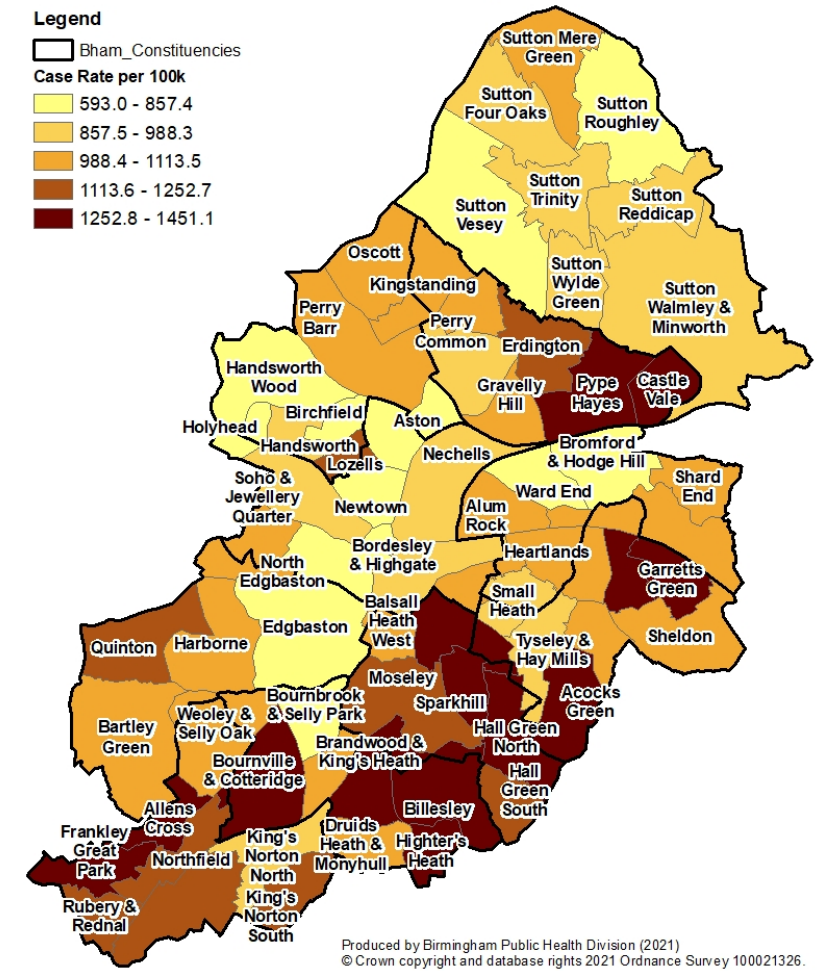 Legend
Bham_Constituencies
Case Rate per 100k
593.0 - 857.4
857.5 - 988.3
988.4 - 1113.5
1113.6 - 1252.7
1252.8 - 1451.1
Sutton Mere
Green
Sutton
Four Oaks
Sutton
Roughley
Sutton
Trinity
Sutton
Reddicap
Sutton
Vesey
Sutton
Wylde
Green
Sutton
Walmley &
Minworth
Oscott
Kingstanding
Perry
Barr
Perry
Common
Erdington
Gravelly
Hill
Pype
Hayes
Castle
Vale
Handsworth
Wood
Birchfield
Holyhead
Aston
Handsworth
Lozells
Nechells
Bromford
& Hodge Hill
Soho &
Jewellery
Quarter
Newtown
Ward End
Shard
End
Alum
Rock
North
Edgbaston
Bordesley
& Highgate
Heartlands
Garretts
Green
Small
Heath
Balsall
Heath
West
Edgbaston
Quinton
Harborne
Tyseley &
Hay Mills
Sheldon
Moseley
Sparkhill
Acocks
Green
Bournbrook
& Selly Park
Weoley &
Selly Oak
Bartley
Green
Hall Green
North
Brandwood &
King's Heath
Bournville
& Cotteridge
Hall
Green
South
Billesley
Allens
Cross
Frankley
Great
Park
Northfield
King's
Norton
North
Druids
Heath &
Monyhull
Highter's
Heath
King's
Norton
South
Rubery &
Rednal
Produced by Birmingham Public Health Division (2021)
© Crown copyright and database rights 2021 Ordnance Survey 100021326.